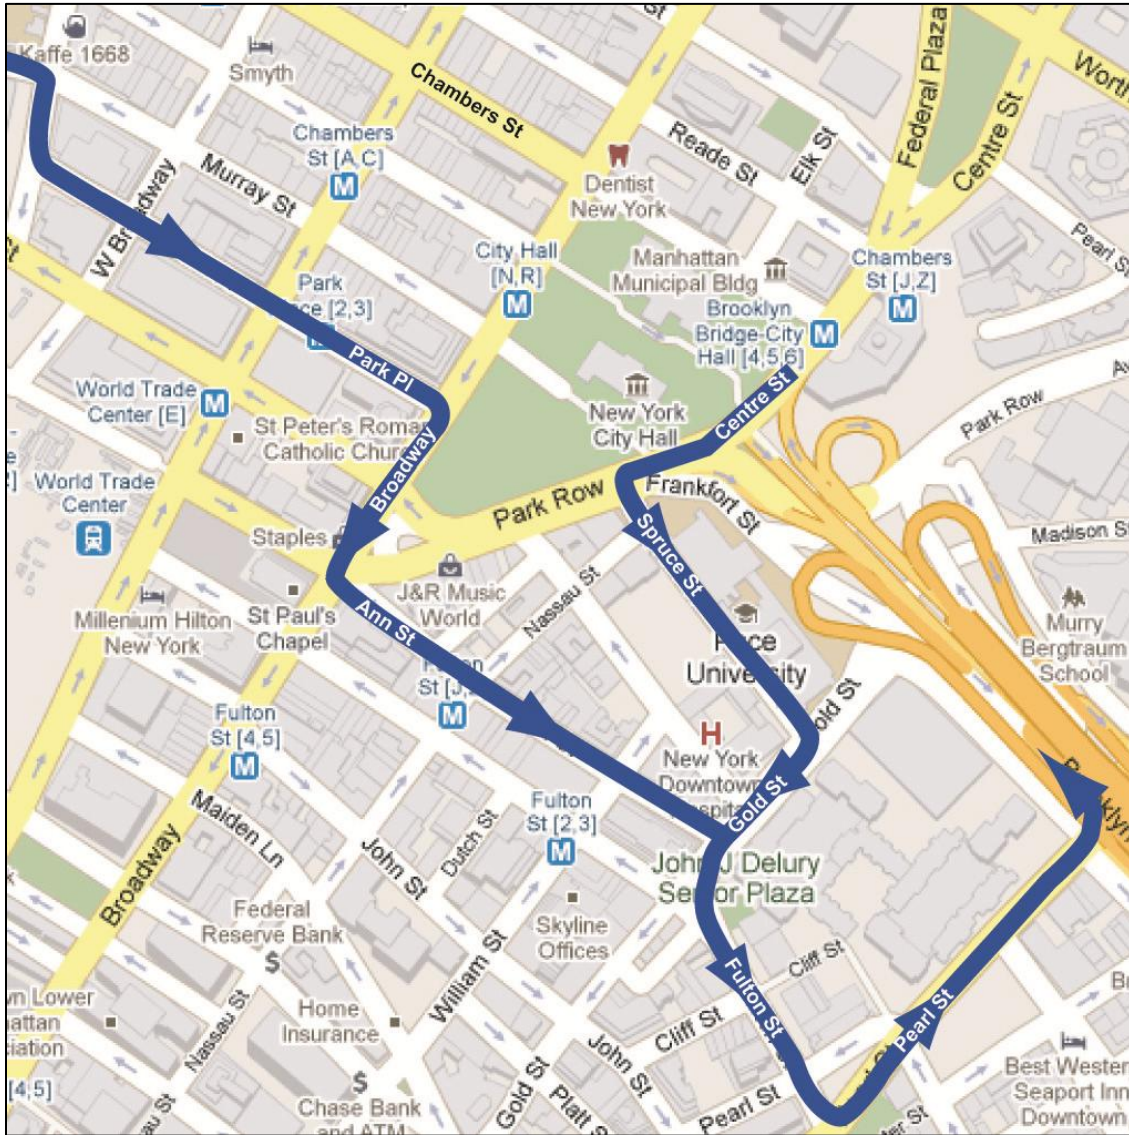 Kaffe 1668
Smyth
Chambers St
Chambers
St [A,C]
Murray St
W Broadway
Reade St
Elk St
Federal Plaza
Centre St
Worth
Pearl St
Dentist
New York
City Hall
[N,R]
Manhattan
Municipal Bldg
Chambers
St [J,Z]
Brooklyn
Bridge-City
Hall [4,5,6]
St
Park
[2,3]
Park Pl
World Trade
Center [E]
St Peter's Roman
Catholic Church
Broadway
New York
City Hall
Centre St
Park Row
Park Row
World Trade
Center
Frankfort St
Madison St
Staples
Spruce St
J&R Music
World
Nassau St
Millenium Hilton
New York
St Paul's
Chapel
Ann St
Pace
University
Murry
Bergtraum
School
Fulton
St [4,5]
Gold St
New York
Downtown
Hospital
Gold St
Maiden Ln
Dutch St
Fulton
St [2,3]
John St
John J Delury
Senior Plaza
Broadway
Federal
Reserve Bank
Skyline
Offices
Cliff St
William St
Fulton St
Pearl St
Home
Insurance
Nassau St
Cliff St
John St
Gold St
Platt St
Pearl St
Best Wester
Seaport Inn
Downtown
[4,5]
Chase Bank
and ATM